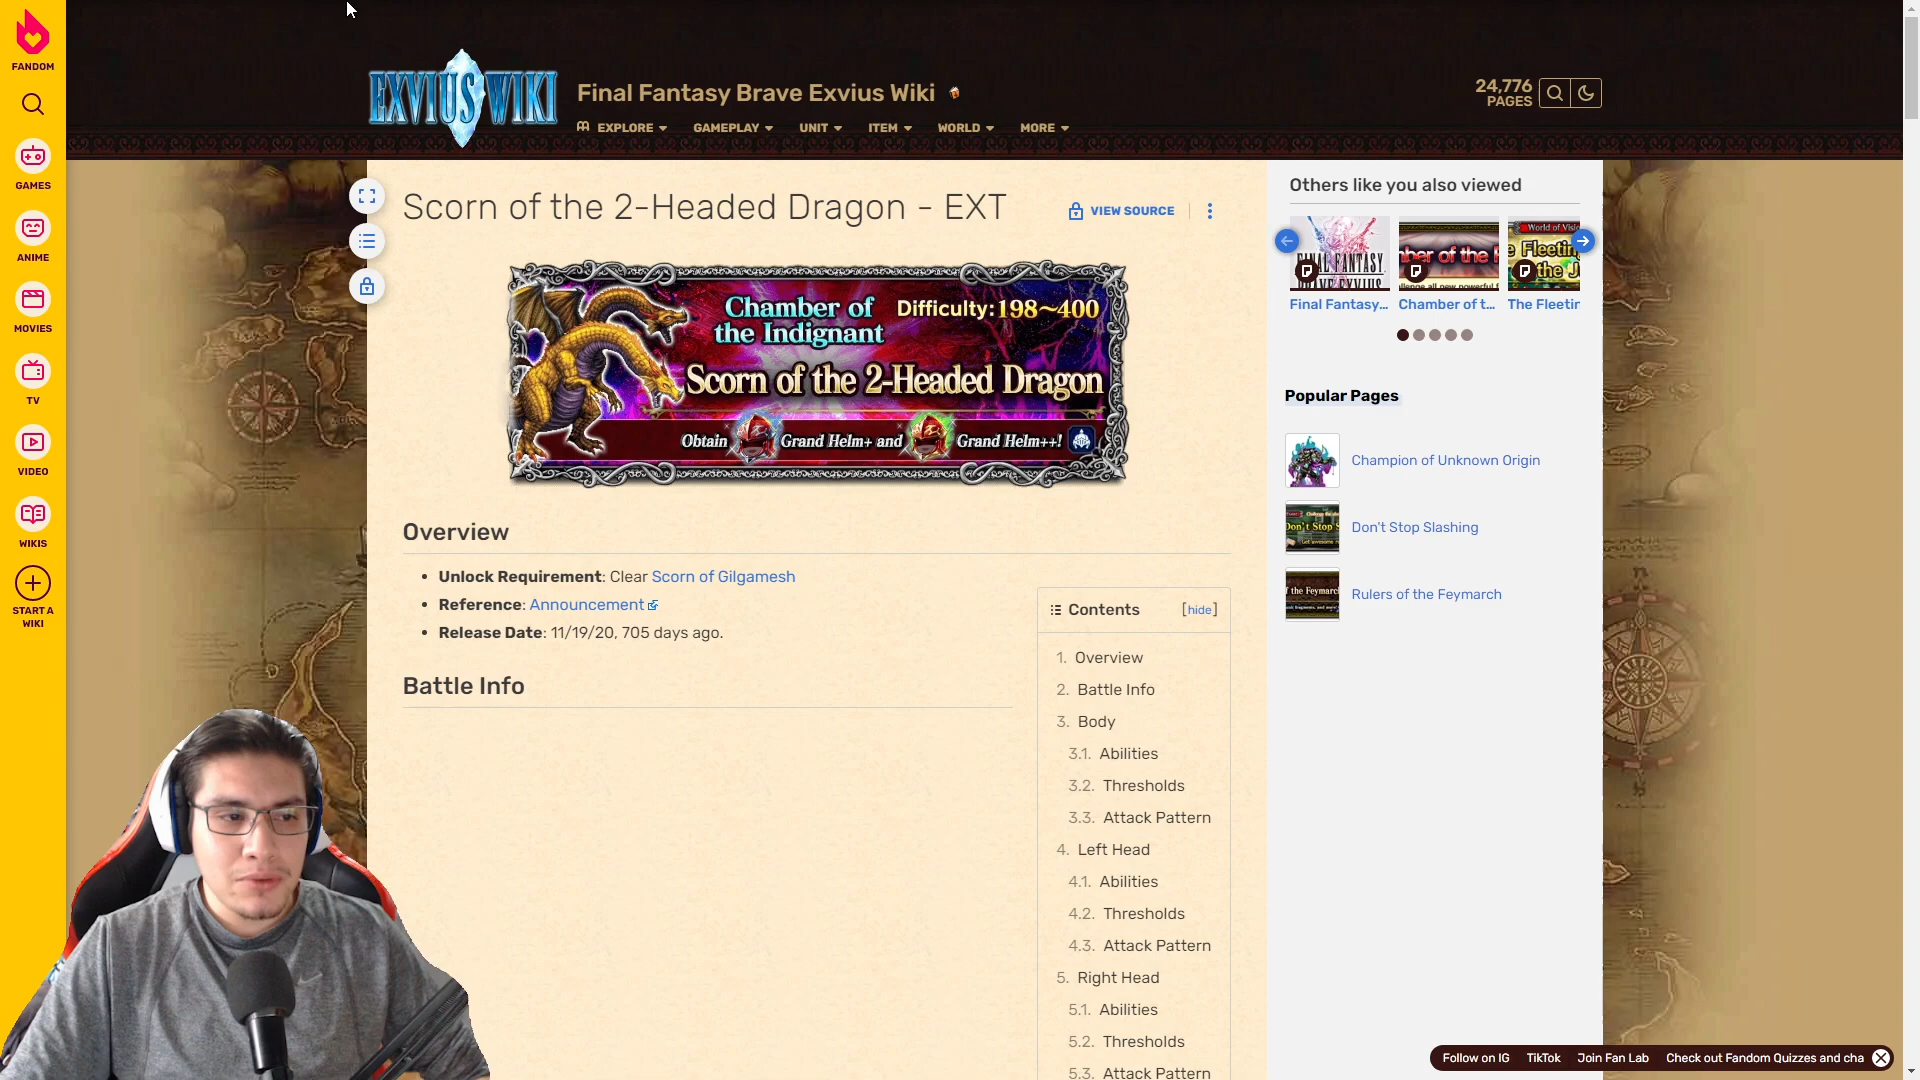 FANDOM
GAMES
ANIME
MOVIES
TV
VIDEO
WIKIS
START A
WIKI
EXVIUS WIKI
Final Fantasy Brave Exvius Wiki
EXPLORE
GAMEPLAY
UNIT
ITEM
WORLD
MORE
24,776
PAGES
Scorn of the 2-Headed Dragon - EXT
VIEW SOURCE
Chamber of
the Indignant
Difficulty:198~400
Scorn of the 2-Headed Dragon
Obtain Grand Helm+ and Grand Helm++!
Overview
Unlock Requirement: Clear Scorn of Gilgamesh
Reference: Announcement
Release Date: 11/19/20, 705 days ago.
Battle Info
Contents [hide]
1. Overview
2. Battle Info
3. Body
3.1. Abilities
3.2. Thresholds
3.3. Attack Pattern
4. Left Head
4.1. Abilities
4.2. Thresholds
4.3. Attack Pattern
5. Right Head
5.1. Abilities
5.2. Thresholds
5.3. Attack Pattern
Others like you also viewed
FINAL FANTASY
BRAVE EXVIUS
Final Fantasy...
Chamber of t...
The Fleetin
Popular Pages
Champion of Unknown Origin
Don't Stop Slashing
Rulers of the Feymarch
Follow on IG
TikTok
Join Fan Lab
Check out Fandom Quizzes and cha